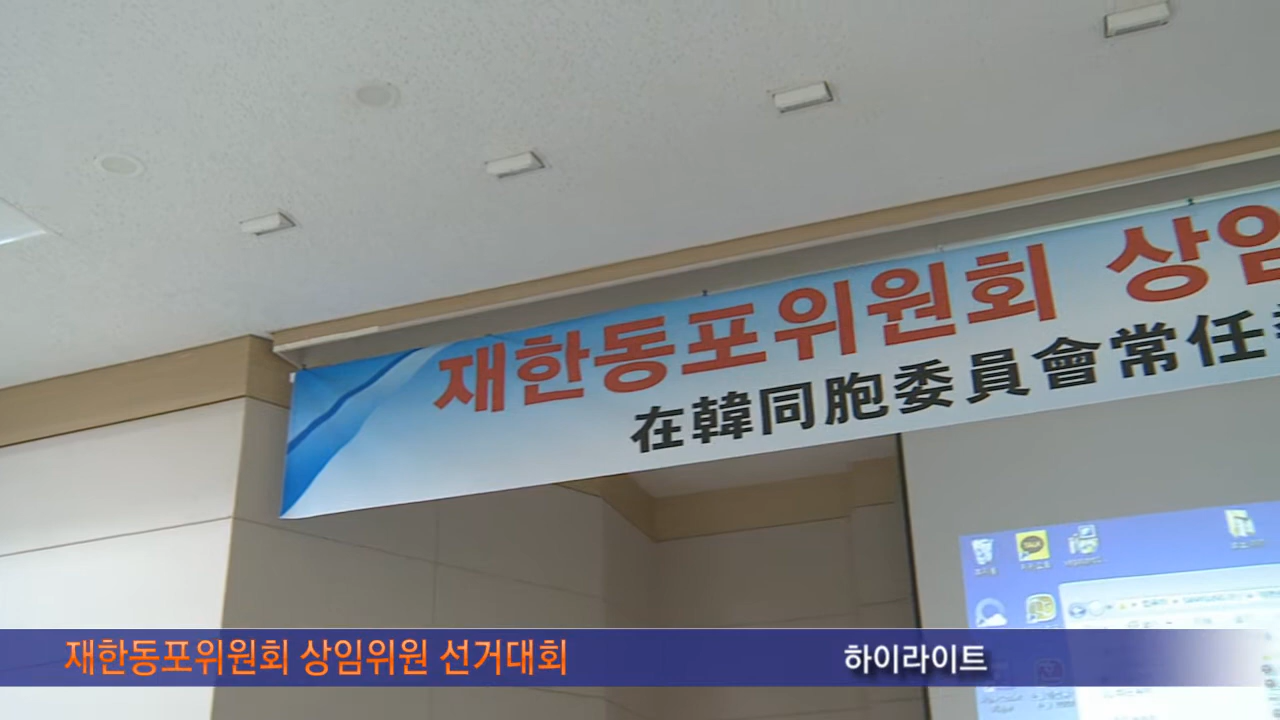 재한동포위원회 상임
在韓同胞委員會常任
TALK
재한동포위원회 상임위원 선거대회
하이라이트